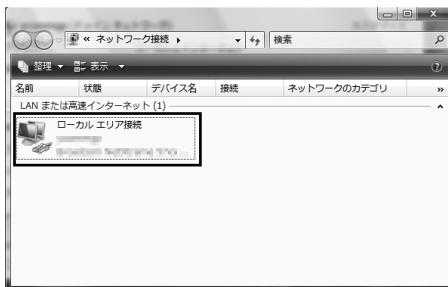 « ネットワーク接続 ▸ 検索
整理 ▼ 表示 ▼
名前 状態 デバイス名 接続 ネットワークのカテゴリ »
LAN または高速インターネット (1)
ローカル エリア接続